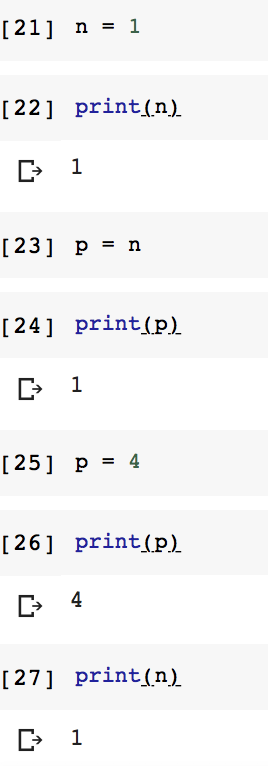 [21] n = 1
[22] print(n)
1
[23] p = n
[24] print(p)
1
[25] p = 4
[26] print(p)
4
[27] print(n)
1